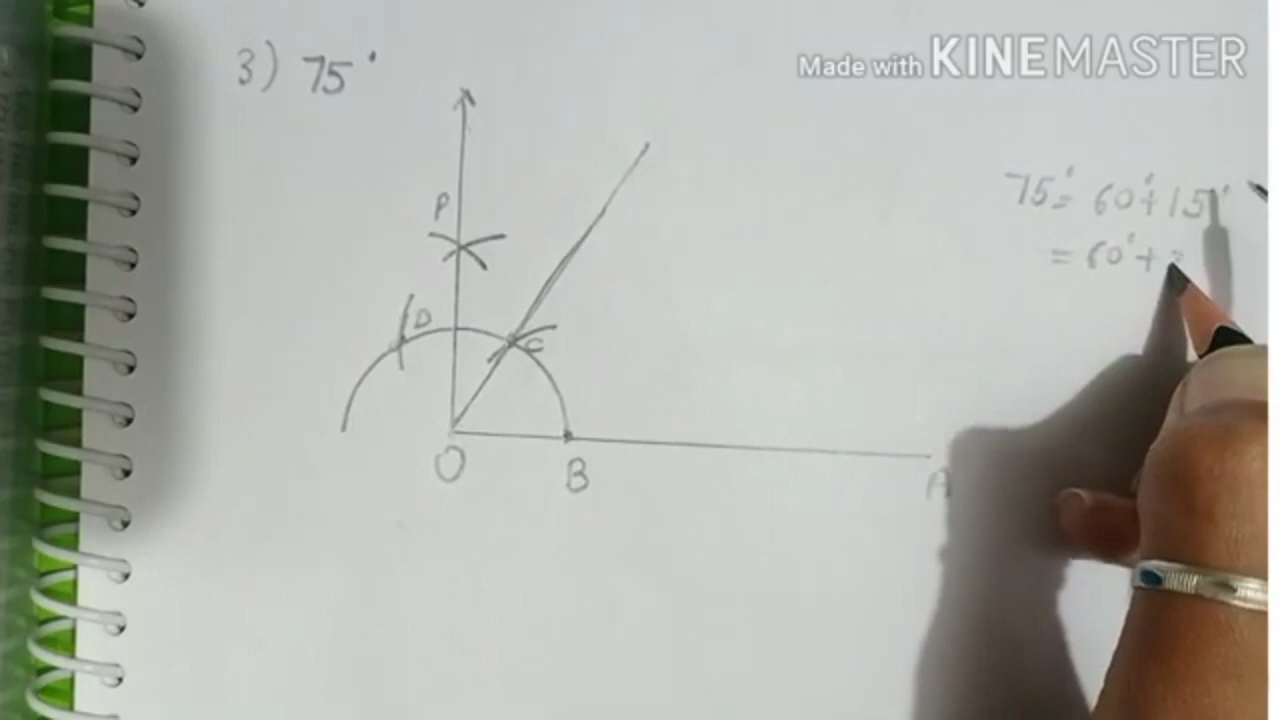 3) 75°
Made with KINEMASTER
75° = 60° + 15°
= 60° +
P
D
C
O
B
A